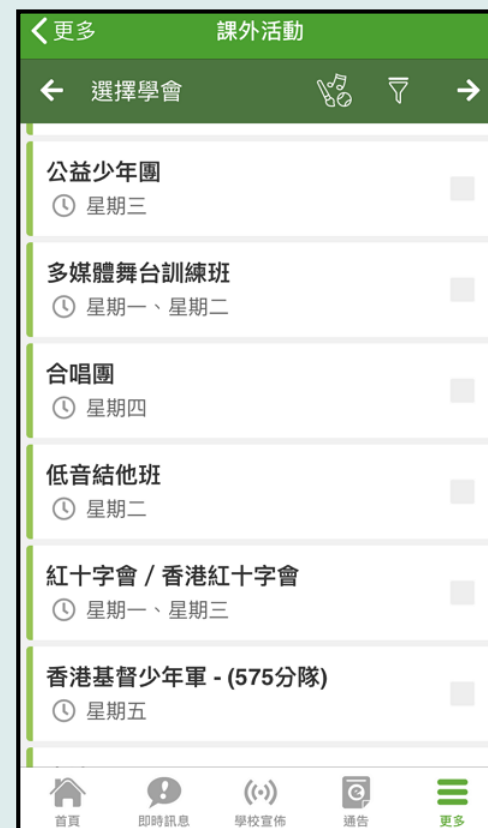 更多
課外活動
選擇學會
公益少年團
星期三
多媒體舞台訓練班
星期一、星期二
合唱團
星期四
低音結他班
星期二
紅十字會 / 香港紅十字會
星期一、星期三
香港基督少年軍 - (575分隊)
星期五
首頁
即時訊息
學校宣佈
通告
更多